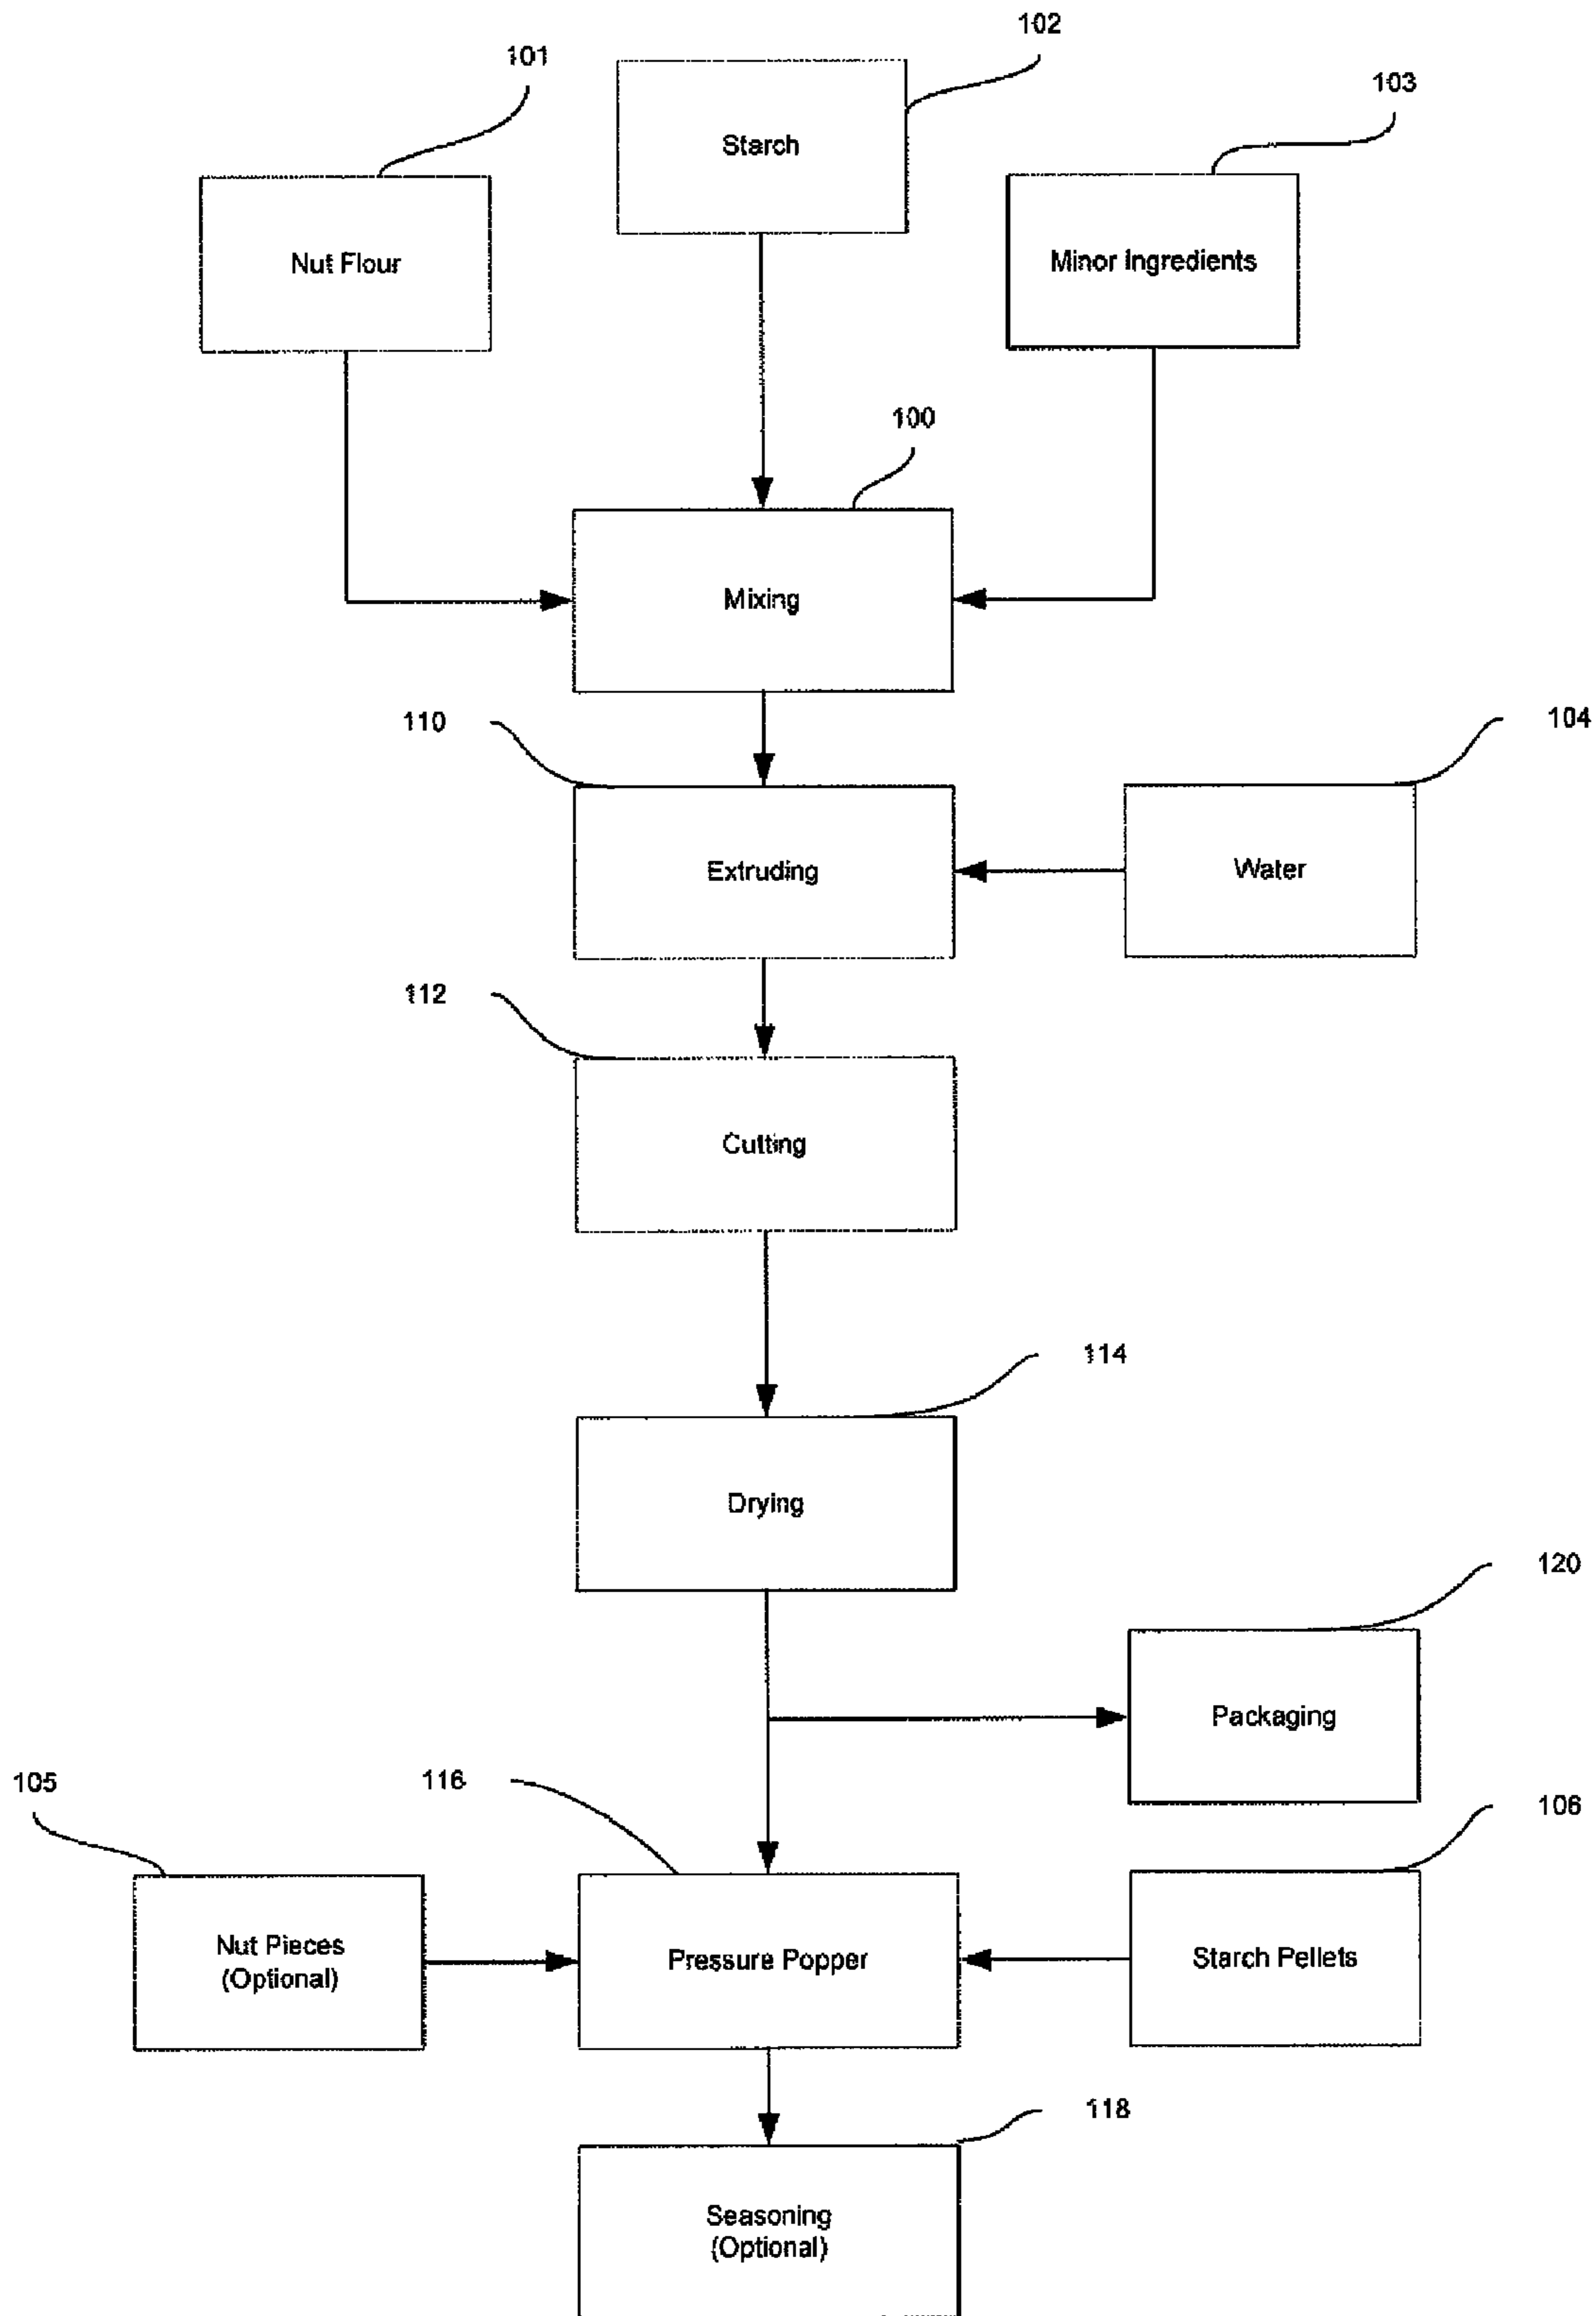 102
101
103
Starch
Nut Flour
Minor Ingredients
100
Mixing
110
104
Extruding
Water
112
Cutting
114
Drying
120
Packaging
105
116
106
Nut Pieces
(Optional)
Pressure Popper
Starch Pellets
118
Seasoning
(Optional)